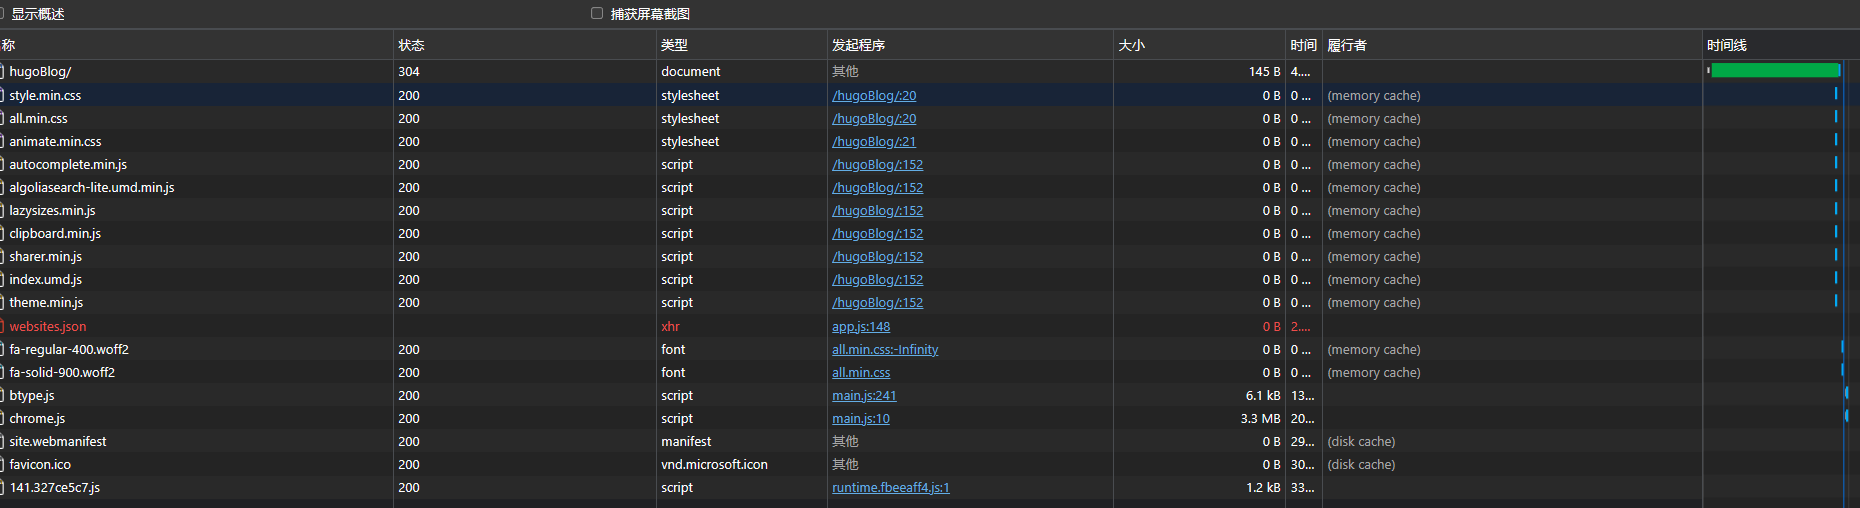 显示概述 捕获屏幕截图
称 状态 类型 发起程序 大小 时间 履行者 时间线
hugoBlog/ 304 document 其他 145 B 4....
style.min.css 200 stylesheet /hugoBlog/:20 0 B 0 ... (memory cache)
all.min.css 200 stylesheet /hugoBlog/:20 0 B 0 ... (memory cache)
animate.min.css 200 stylesheet /hugoBlog/:21 0 B 0 ... (memory cache)
autocomplete.min.js 200 script /hugoBlog/:152 0 B 0 ... (memory cache)
algoliasearch-lite.umd.min.js 200 script /hugoBlog/:152 0 B 0 ... (memory cache)
lazysizes.min.js 200 script /hugoBlog/:152 0 B 0 ... (memory cache)
clipboard.min.js 200 script /hugoBlog/:152 0 B 0 ... (memory cache)
sharer.min.js 200 script /hugoBlog/:152 0 B 0 ... (memory cache)
index.umd.js 200 script /hugoBlog/:152 0 B 0 ... (memory cache)
theme.min.js 200 script /hugoBlog/:152 0 B 0 ... (memory cache)
websites.json xhr app.js:148 0 B 2....
fa-regular-400.woff2 200 font all.min.css:-Infinity 0 B 0 ... (memory cache)
fa-solid-900.woff2 200 font all.min.css 0 B 0 ... (memory cache)
btype.js 200 script main.js:241 6.1 kB 13...
chrome.js 200 script main.js:10 3.3 MB 20...
site.webmanifest 200 manifest 其他 0 B 29... (disk cache)
favicon.ico 200 vnd.microsoft.icon 其他 0 B 30... (disk cache)
141.327ce5c7.js 200 script runtime.fbeeaff4.js:1 1.2 kB 33...